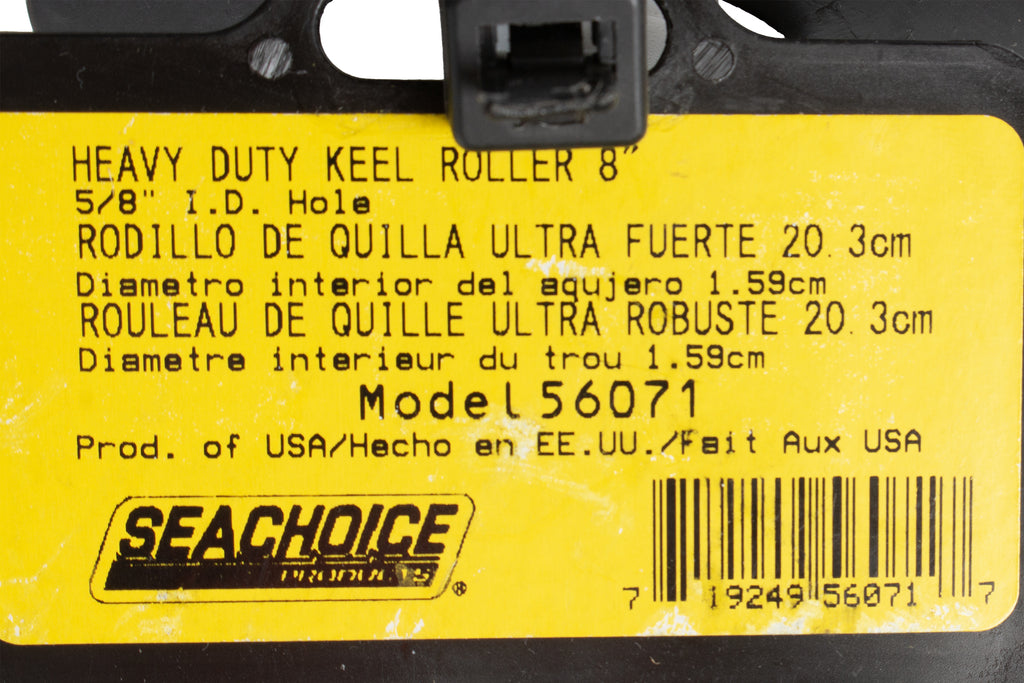 HEAVY DUTY KEEL ROLLER 8"
5/8" I.D. Hole
RODILLO DE QUILLA ULTRA FUERTE 20.3cm
Diametro interior del aqujero 1.59cm
ROULEAU DE QUILLE ULTRA ROBUSTE 20.3cm
Diametre interieur du trou 1.59cm
Model 56071
Prod. of USA/Hecho en EE.UU./Fait Aux USA
SEACHOICE
PRODUCTS ®
7 19249 56071 7